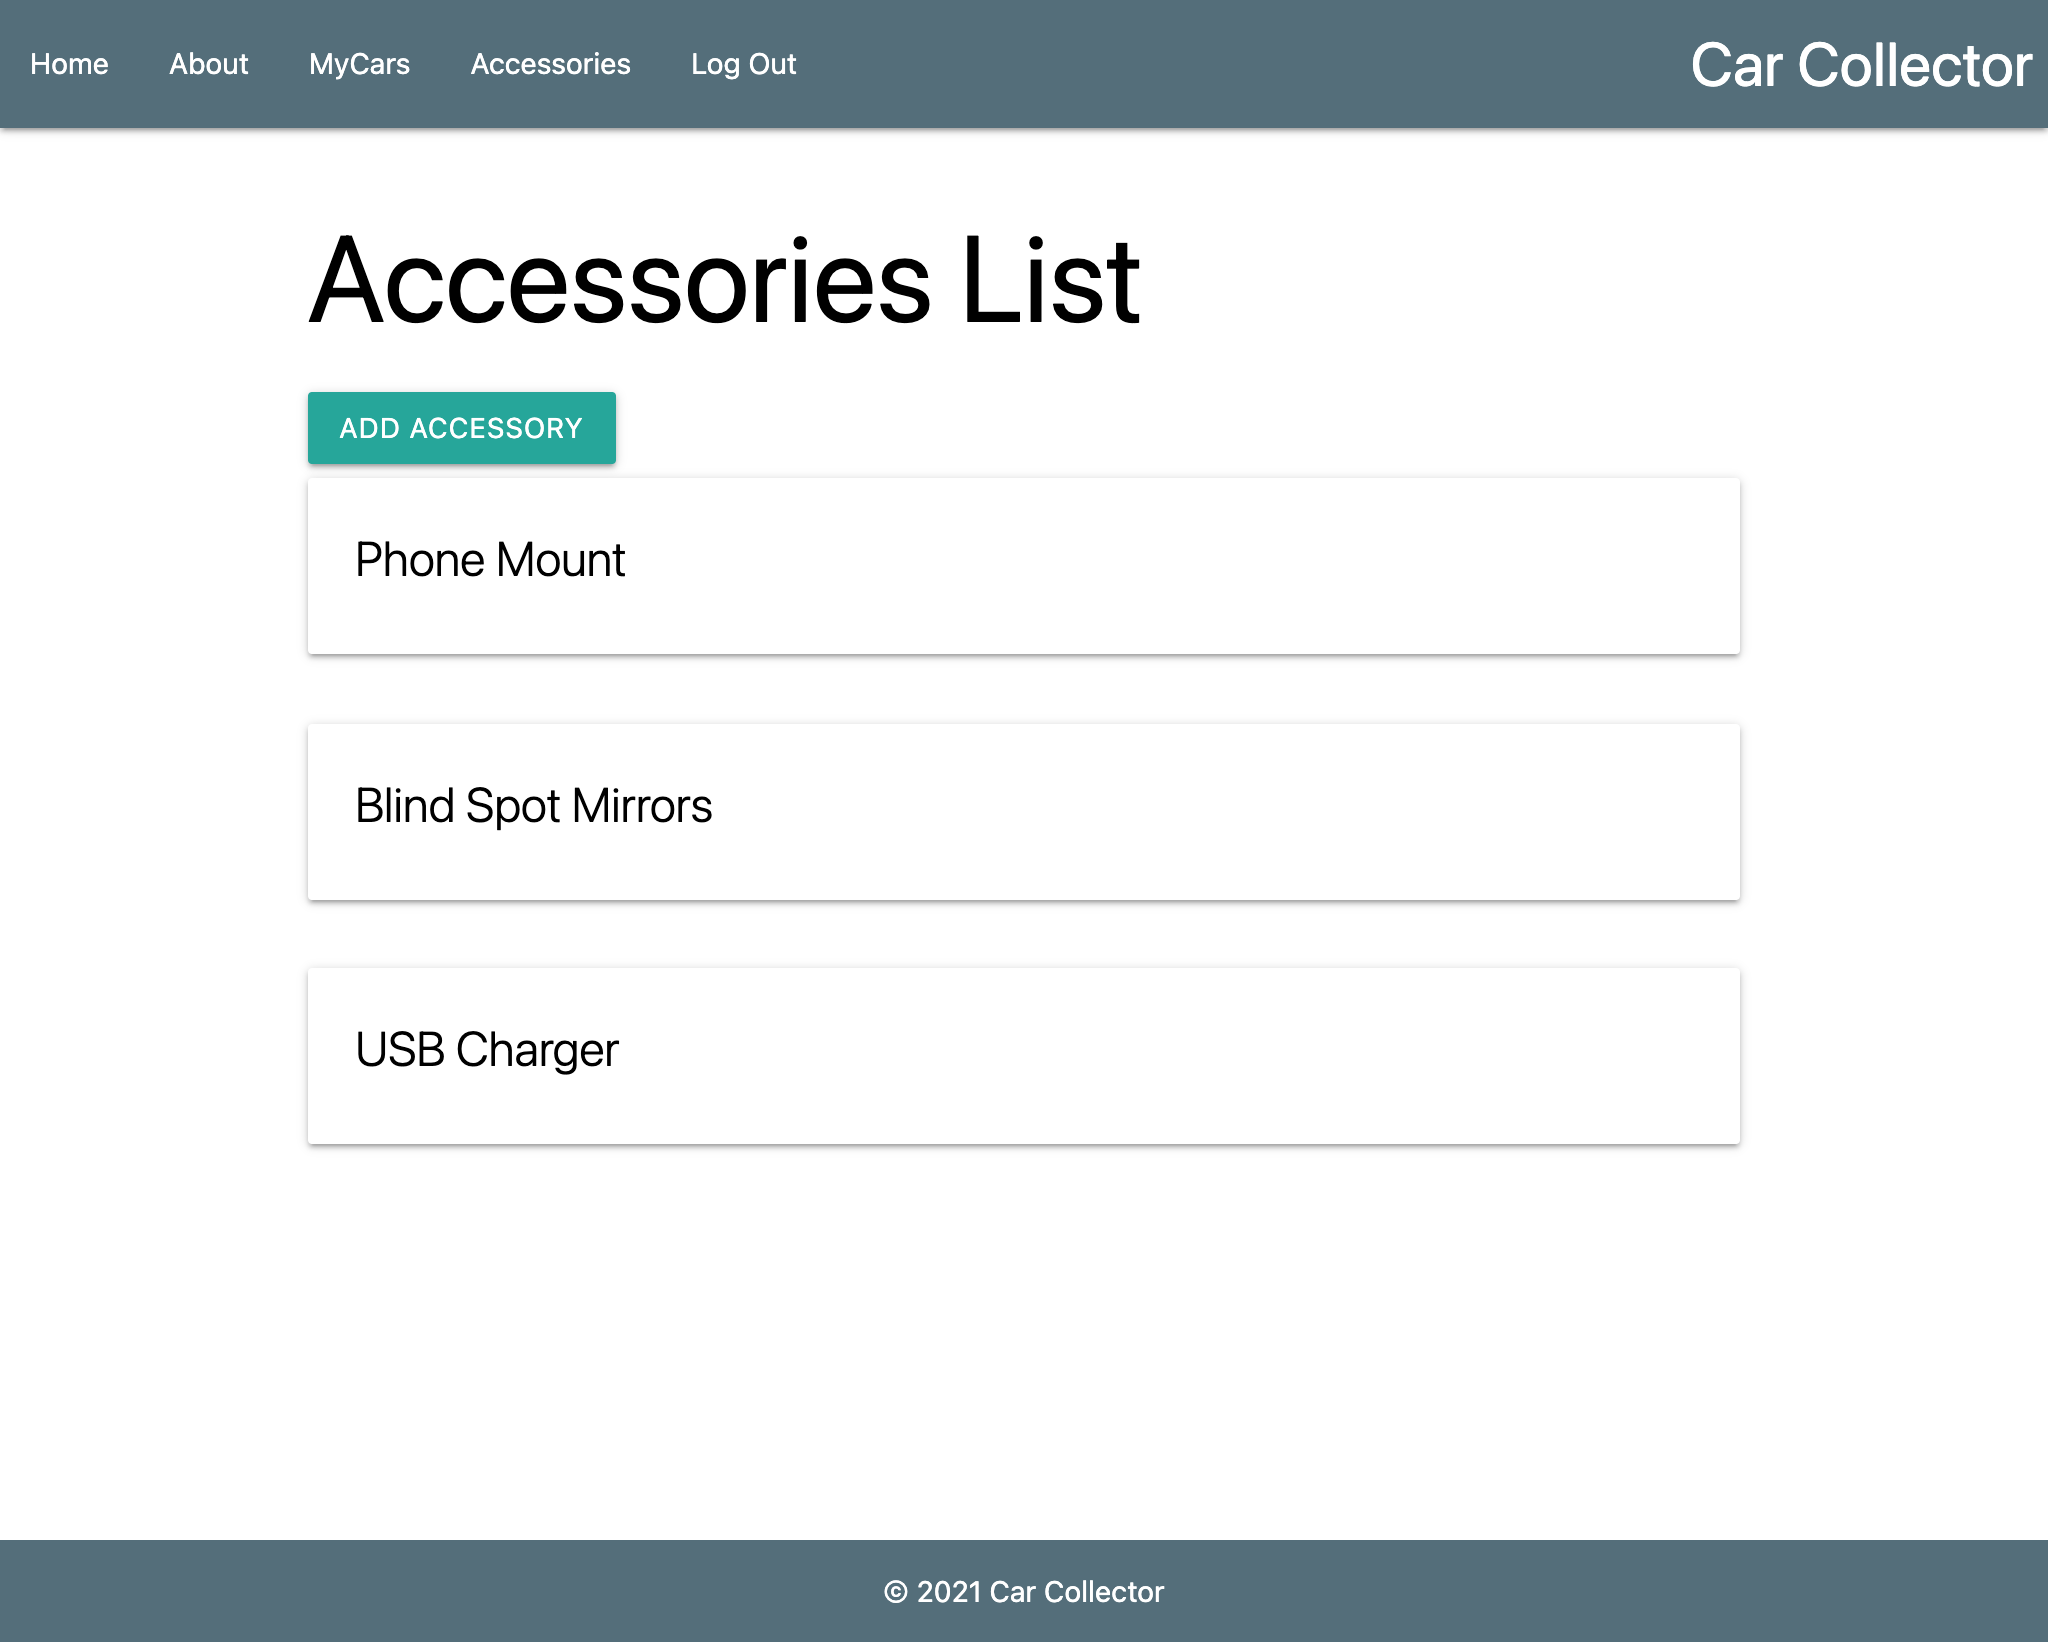 Home About MyCars Accessories Log Out Car Collector
Accessories List
ADD ACCESSORY
Phone Mount
Blind Spot Mirrors
USB Charger
© 2021 Car Collector